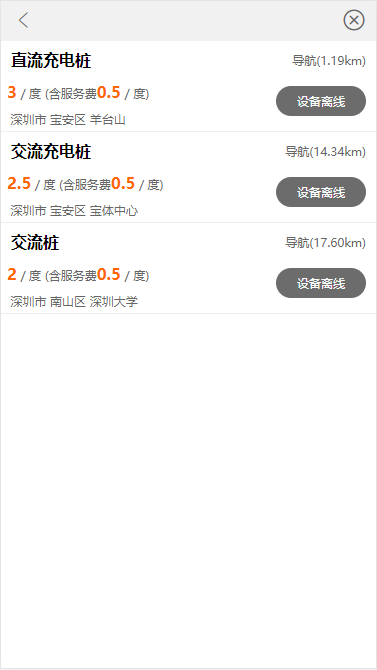 直流充电桩 导航(1.19km)
3 / 度 (含服务费0.5 / 度) 设备离线
深圳市 宝安区 羊台山
交流充电桩 导航(14.34km)
2.5 / 度 (含服务费0.5 / 度) 设备离线
深圳市 宝安区 宝体中心
交流桩 导航(17.60km)
2 / 度 (含服务费0.5 / 度) 设备离线
深圳市 南山区 深圳大学